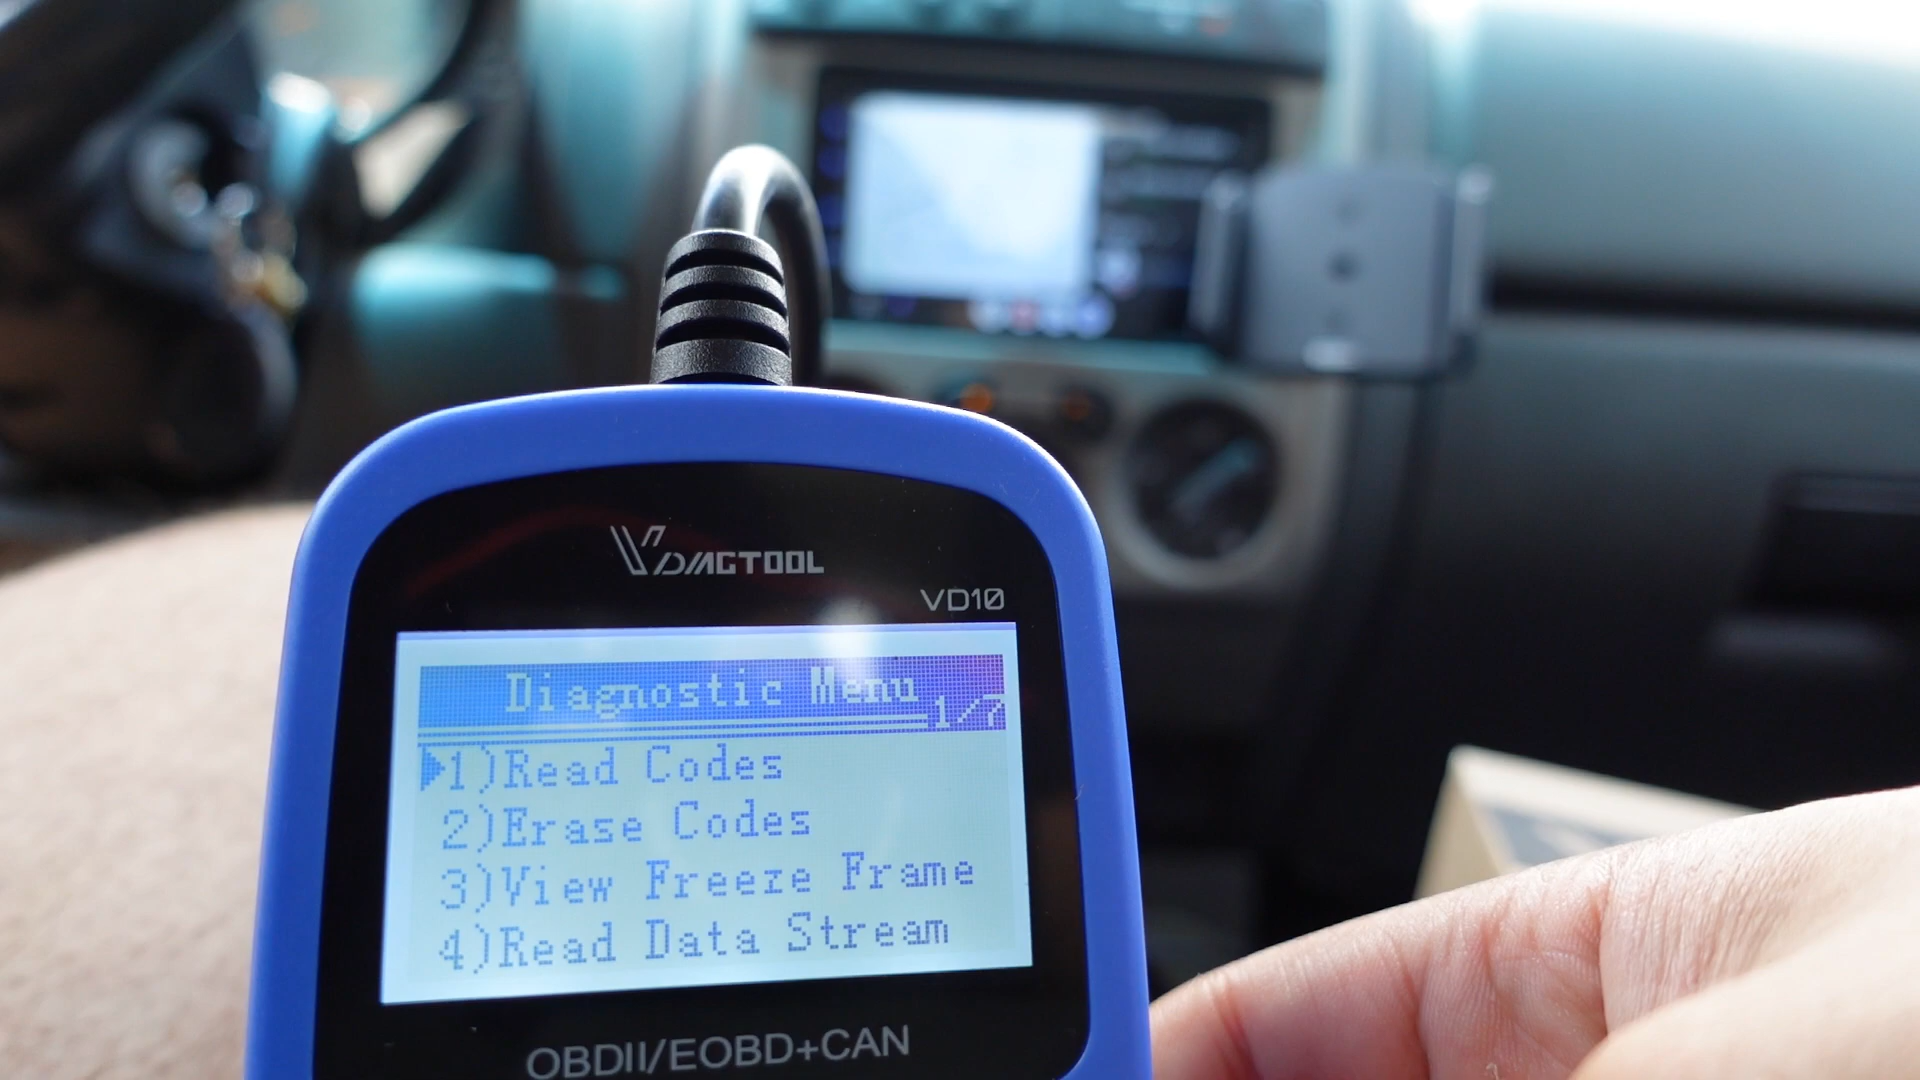 VDIAGTOOL
VD10
Diagnostic Menu
1/7
1)Read Codes
2)Erase Codes
3)View Freeze Frame
4)Read Data Stream
OBDII/EOBD+CAN